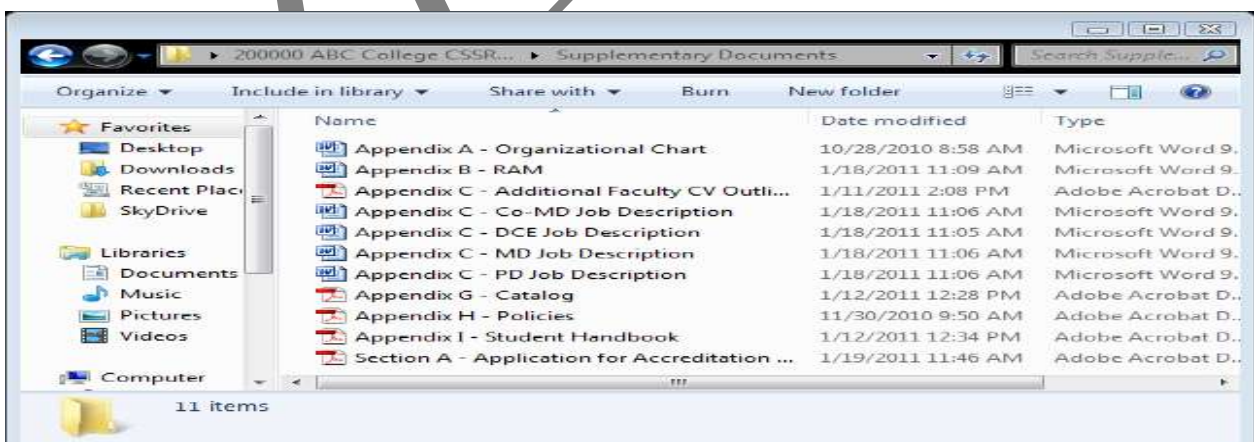 200000 ABC College CSSR... Supplementary Documents Search Supple...
Organize Include in library Share with Burn New folder
Favorites
Desktop
Downloads
Recent Plac
SkyDrive
Libraries
Documents
Music
Pictures
Videos
Computer
Name Date modified Type
Appendix A - Organizational Chart 10/28/2010 8:58 AM Microsoft Word 9.
Appendix B - RAM 1/18/2011 11:09 AM Microsoft Word 9.
Appendix C - Additional Faculty CV Outli... 1/11/2011 2:08 PM Adobe Acrobat D..
Appendix C - Co-MD Job Description 1/18/2011 11:06 AM Microsoft Word 9.
Appendix C - DCE Job Description 1/18/2011 11:05 AM Microsoft Word 9.
Appendix C - MD Job Description 1/18/2011 11:06 AM Microsoft Word 9.
Appendix C - PD Job Description 1/18/2011 11:06 AM Microsoft Word 9.
Appendix G - Catalog 1/12/2011 12:28 PM Adobe Acrobat D..
Appendix H - Policies 11/30/2010 9:50 AM Adobe Acrobat D..
Appendix I - Student Handbook 1/12/2011 12:34 PM Adobe Acrobat D..
Section A - Application for Accreditation ... 1/19/2011 11:46 AM Adobe Acrobat D..
11 items